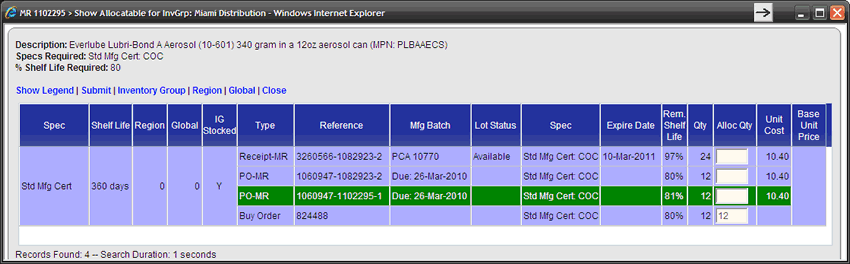 MR 1102295 > Show Allocatable for InvGrp: Miami Distribution - Windows Internet Explorer
Description: Everlube Lubri-Bond A Aerosol (10-601) 340 gram in a 12oz aerosol can (MPN: PLBAAECS)
Specs Required: Std Mfg Cert: COC
% Shelf Life Required: 80
Show Legend | Submit | Inventory Group | Region | Global | Close
Spec Shelf Life Region Global IG Stocked Type Reference Mfg Batch Lot Status Spec Expire Date Rem. Shelf Life Qty Alloc Qty Unit Cost Base Unit Price
Std Mfg Cert 360 days 0 0 Y
Receipt-MR 3260566-1082923-2 PCA 10770 Available Std Mfg Cert: COC 10-Mar-2011 97% 24 10.40
PO-MR 1060947-1082923-2 Due: 26-Mar-2010 Std Mfg Cert: COC 80% 12 10.40
PO-MR 1060947-1102295-1 Due: 26-Mar-2010 Std Mfg Cert: COC 81% 12 10.40
Buy Order 824488 Std Mfg Cert: COC 80% 12 12
Records Found: 4 -- Search Duration: 1 seconds